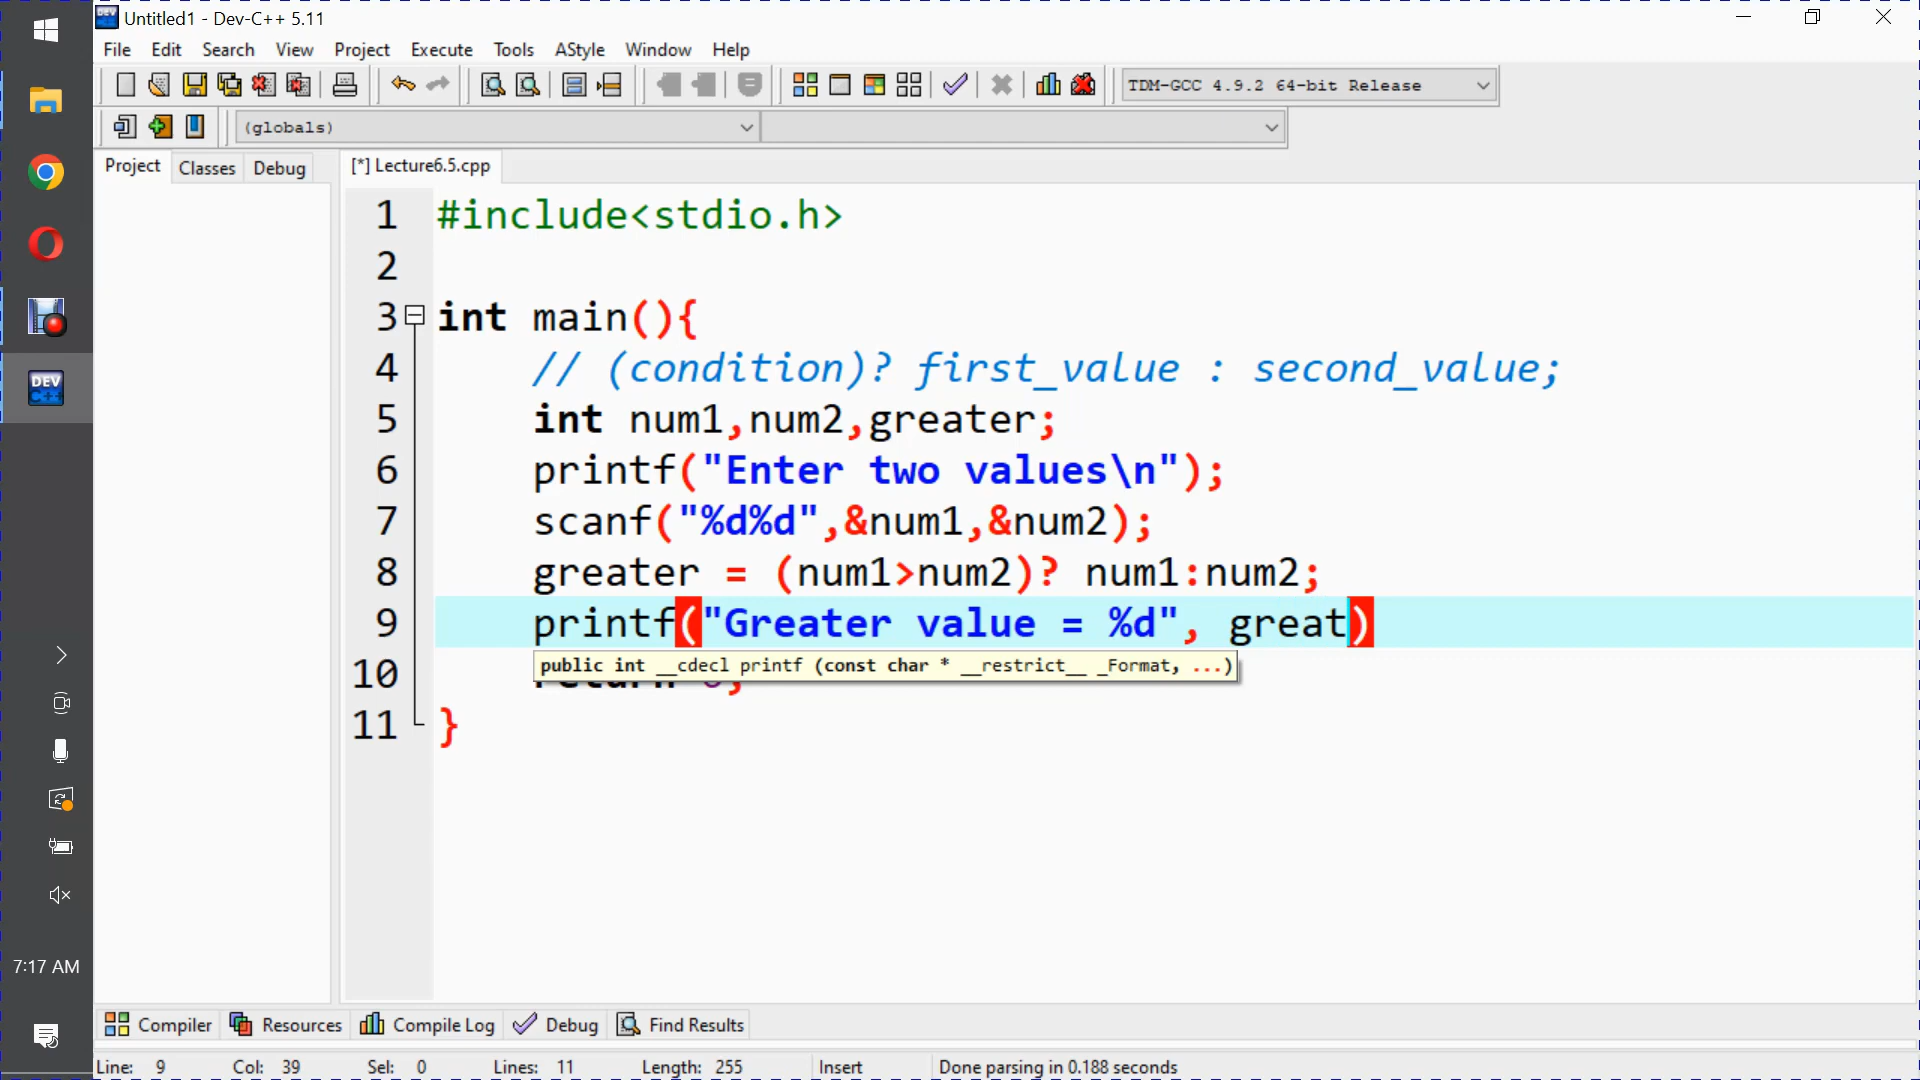 Untitled1 - Dev-C++ 5.11
File Edit Search View Project Execute Tools AStyle Window Help
TDM-GCC 4.9.2 64-bit Release
(globals)
Project Classes Debug
[*] Lecture6.5.cpp
1 #include<stdio.h>
2
3 int main(){
4 // (condition)? first_value : second_value;
5 int num1,num2,greater;
6 printf("Enter two values\n");
7 scanf("%d%d",&num1,&num2);
8 greater = (num1>num2)? num1:num2;
9 printf("Greater value = %d", great)
public int __cdecl printf (const char * __restrict__ _Format, ...)
10 return 0;
11 }
DEV C++
7:17 AM
Compiler Resources Compile Log Debug Find Results
Line: 9 Col: 39 Sel: 0 Lines: 11 Length: 255 Insert Done parsing in 0.188 seconds